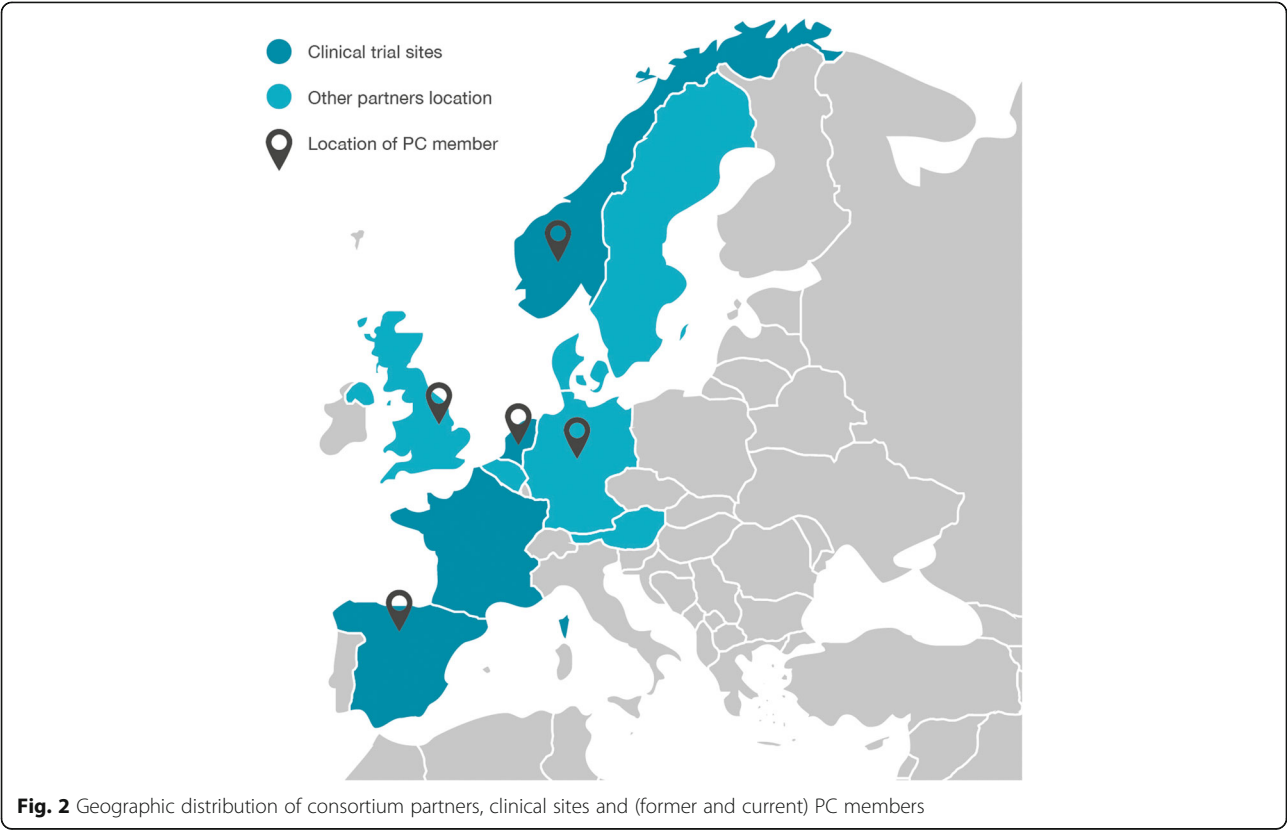 Clinical trial sites
Other partners location
Location of PC member
Fig. 2 Geographic distribution of consortium partners, clinical sites and (former and current) PC members